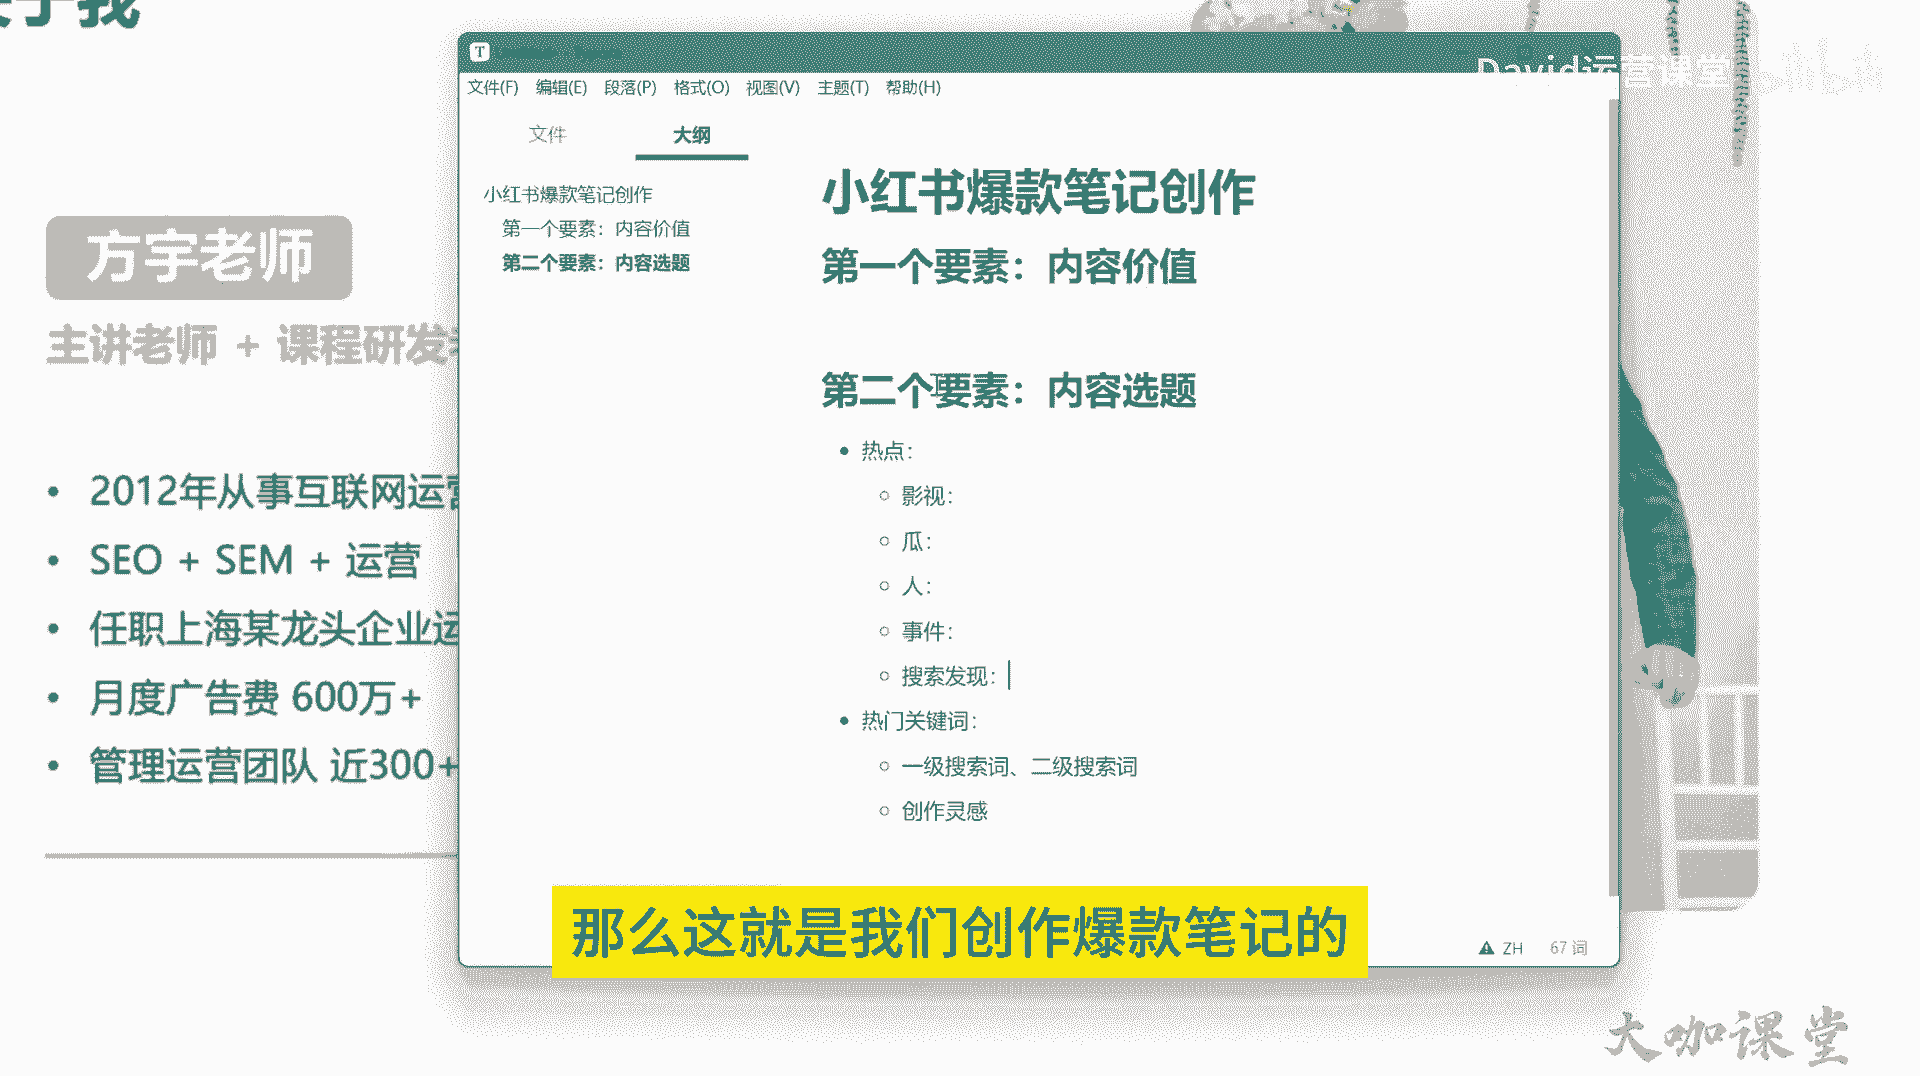 关于我
方宇老师
主讲老师 + 课程研发
2012年从事互联网运营
SEO + SEM + 运营
任职上海某龙头企业运
月度广告费 600万+
管理运营团队 近300+
T
David运营课堂
文件(F) 编辑(E) 段落(P) 格式(O) 视图(V) 主题(T) 帮助(H)
文件 大纲
小红书爆款笔记创作
第一个要素：内容价值
第二个要素：内容选题
小红书爆款笔记创作
第一个要素：内容价值
第二个要素：内容选题
热点：
影视：
瓜：
人：
事件：
搜索发现：
热门关键词：
一级搜索词、二级搜索词
创作灵感
ZH 67 词
那么这就是我们创作爆款笔记的
大咖课堂